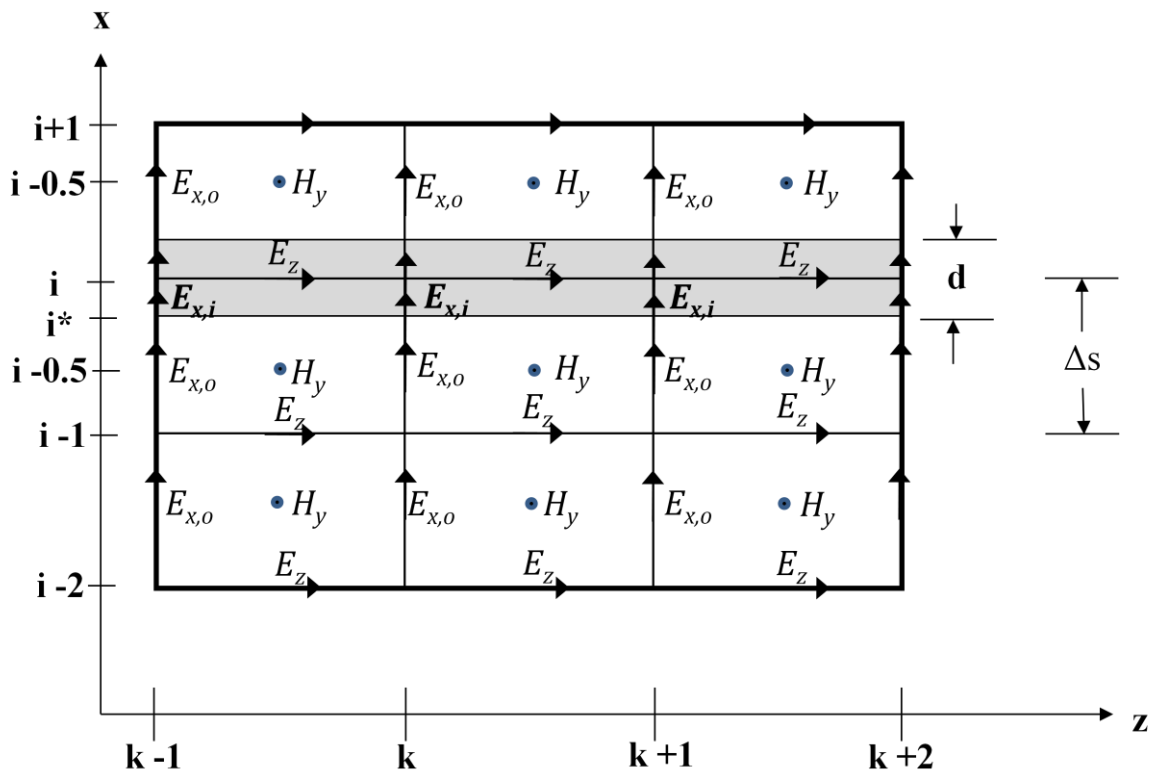 x
i+1
i -0.5
E_{x,o} H_y E_{x,o} H_y E_{x,o} H_y
E_z E_z E_z
i
d
E_{x,i} E_{x,i} E_{x,i}
i*
i -0.5
E_{x,o} H_y E_{x,o} H_y E_{x,o} H_y
Δs
E_z E_z E_z
i -1
E_{x,o} H_y E_{x,o} H_y E_{x,o} H_y
E_z E_z E_z
i -2
z
k -1 k k +1 k +2